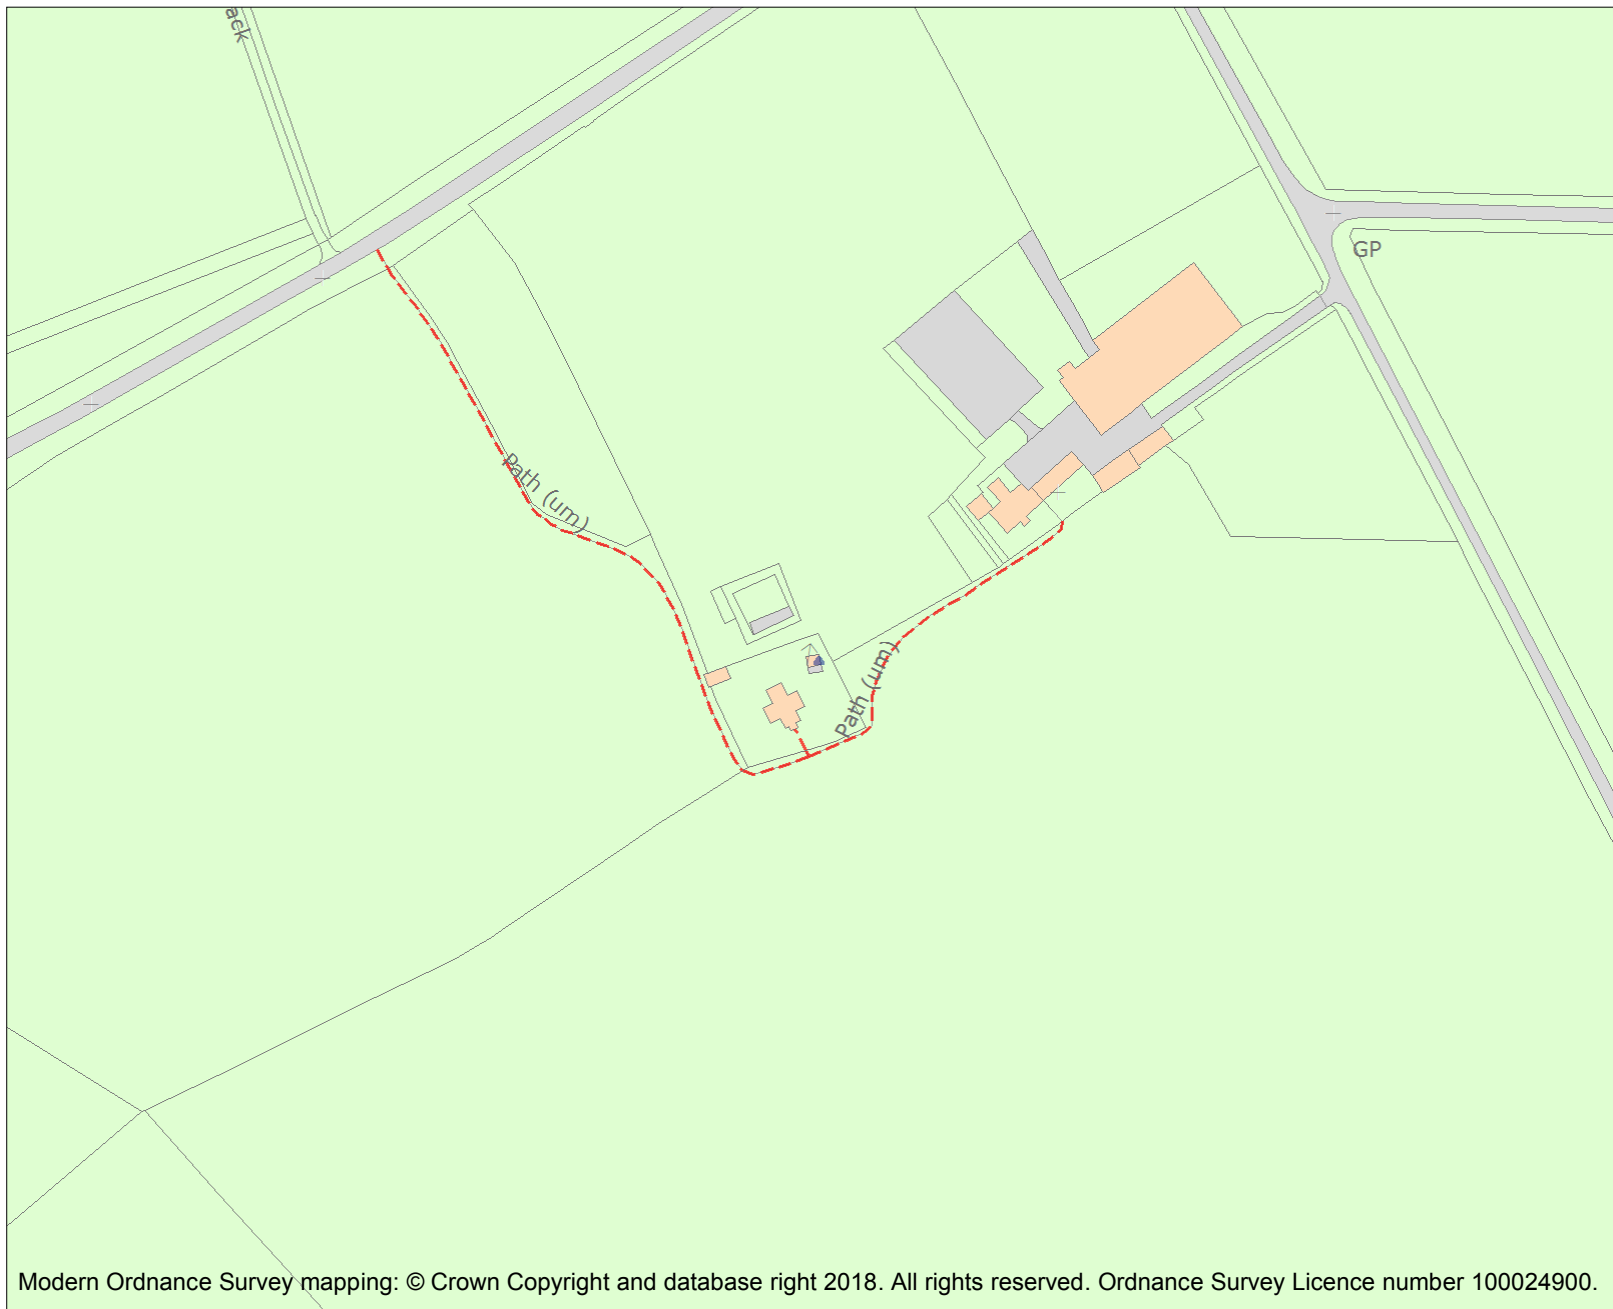 ack
GP
Path (um)
Path (um)
Modern Ordnance Survey mapping: © Crown Copyright and database right 2018. All rights reserved. Ordnance Survey Licence number 100024900.